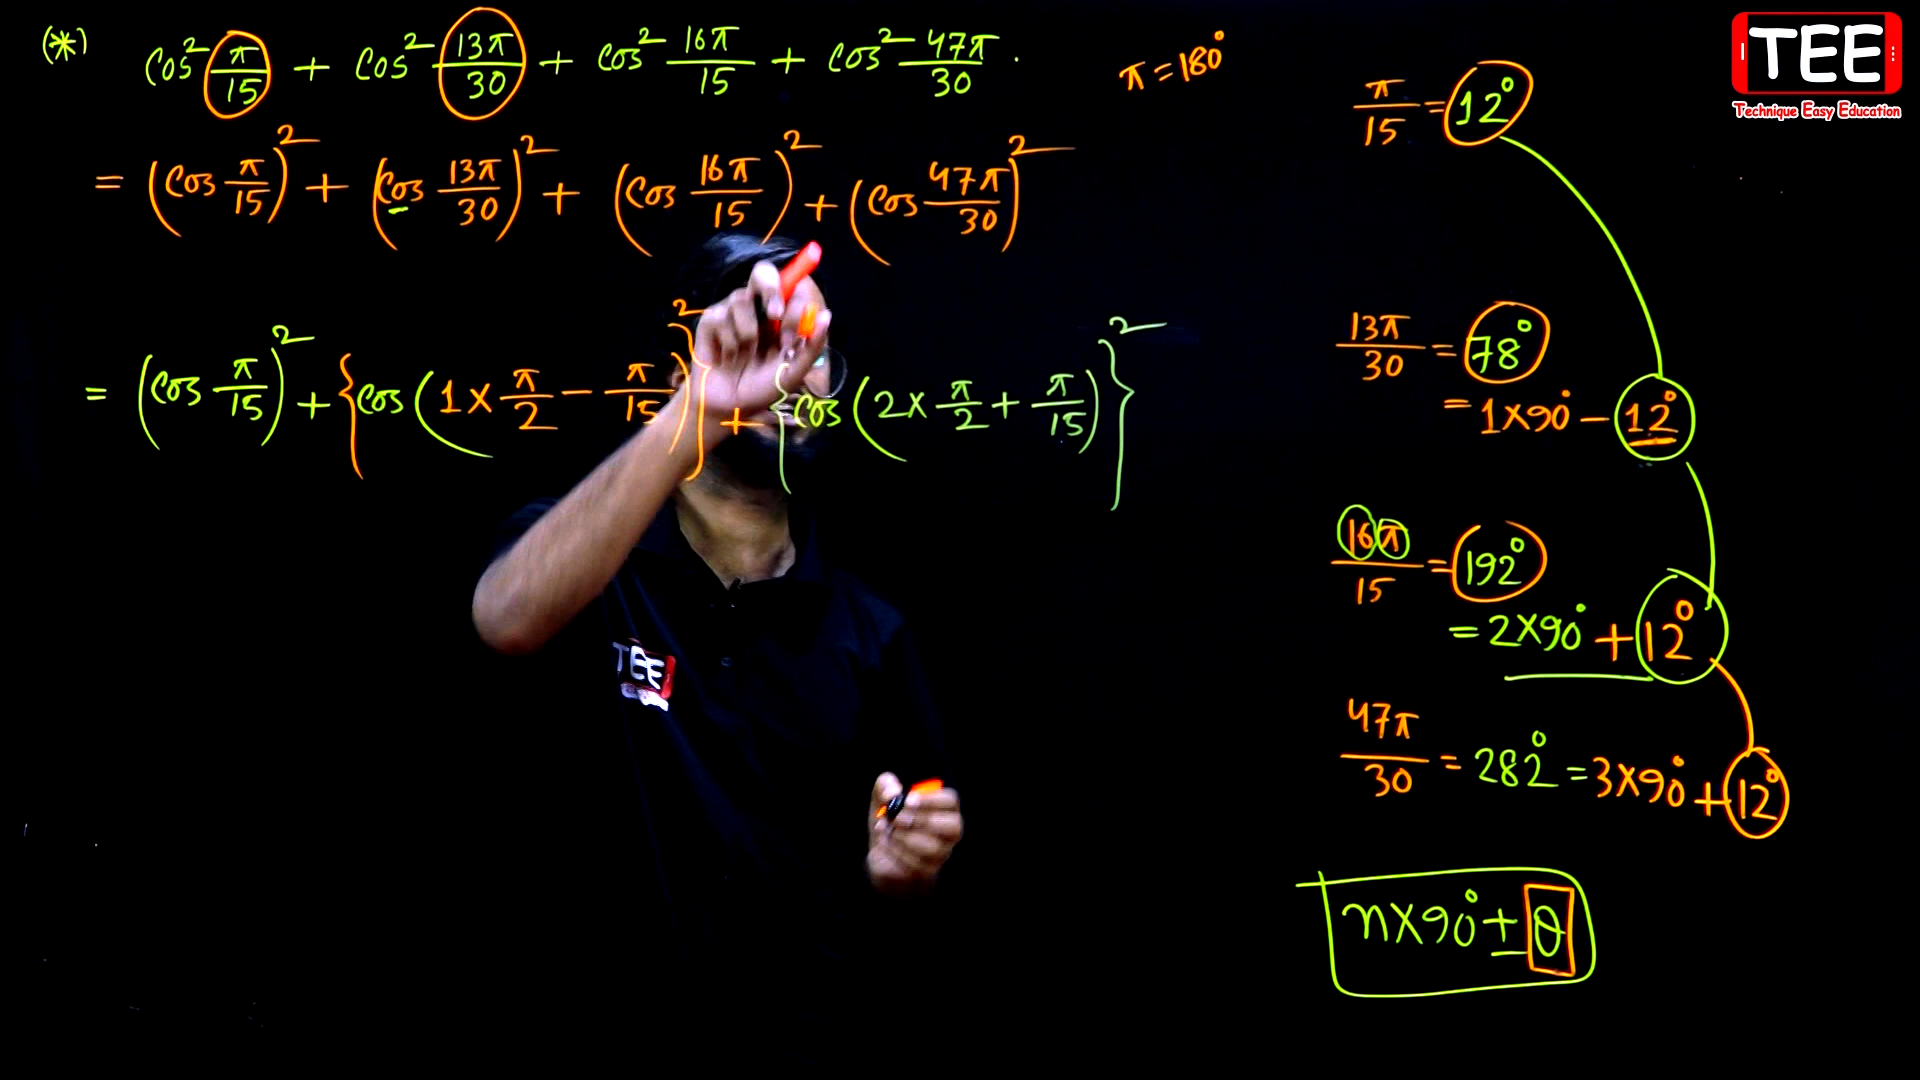 (*) cos² π/15 + cos² 13π/30 + cos² 16π/15 + cos² 47π/30 .
π = 180°
= (cos π/15)² + (cos 13π/30)² + (cos 16π/15)² + (cos 47π/30)²
= (cos π/15)² + {cos (1 × π/2 − π/15)}² + {cos (2 × π/2 + π/15)}²
π/15 = 12°
13π/30 = 78°
= 1×90° − 12°
16π/15 = 192°
= 2×90° + 12°
47π/30 = 282° = 3×90° + 12°
n×90° ± θ
TEE
Technique Easy Education
TEE